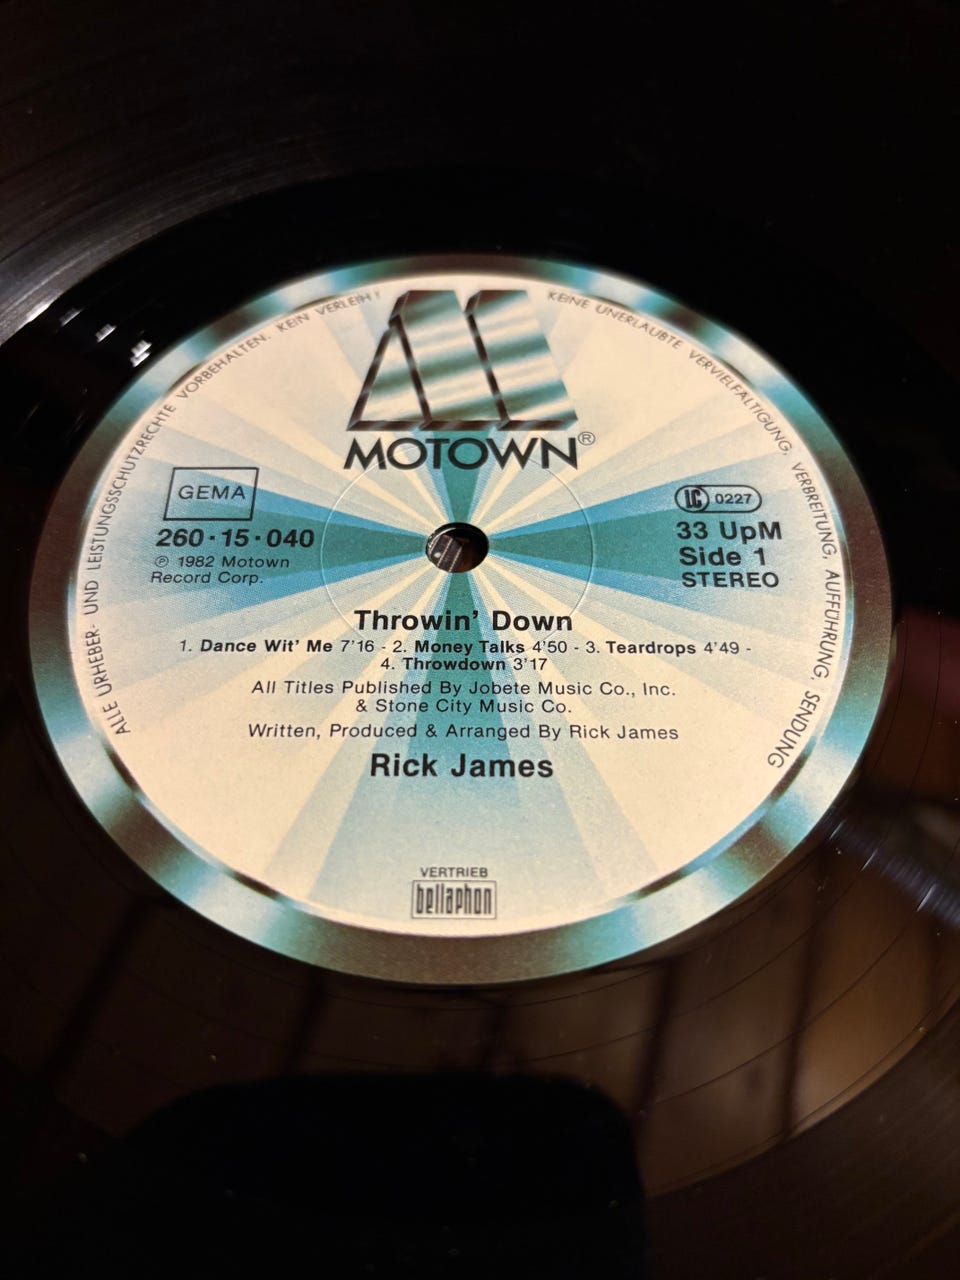 ALLE URHEBER- UND LEISTUNGSSCHUTZRECHTE VORBEHALTEN. KEIN VERLEIH! KEINE UNERLAUBTE VERVIELFÄLTIGUNG, VERBREITUNG, AUFFÜHRUNG, SENDUNG
MOTOWN®
GEMA
260·15·040
℗ 1982 Motown
Record Corp.
LC 0227
33 UpM
Side 1
STEREO
Throwin' Down
1. Dance Wit' Me 7'16 - 2. Money Talks 4'50 - 3. Teardrops 4'49 -
4. Throwdown 3'17
All Titles Published By Jobete Music Co., Inc.
& Stone City Music Co.
Written, Produced & Arranged By Rick James
Rick James
VERTRIEB
bellaphon